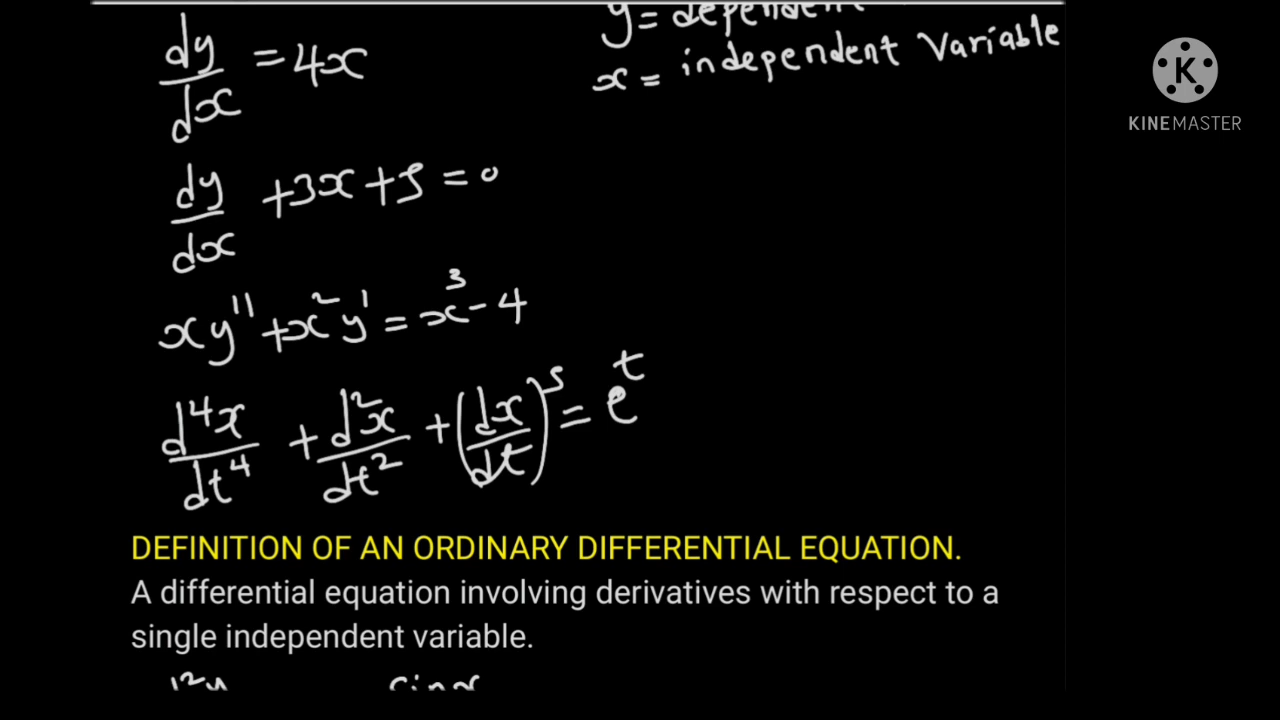 y = dependent
dy/dx = 4x
x = independent Variable
KINEMASTER
dy/dx + 3x + 5 = 0
xy'' + x²y' = x³ - 4
d⁴x/dt⁴ + d²x/dt² + (dx/dt)⁵ = eᵗ
DEFINITION OF AN ORDINARY DIFFERENTIAL EQUATION.
A differential equation involving derivatives with respect to a
single independent variable.